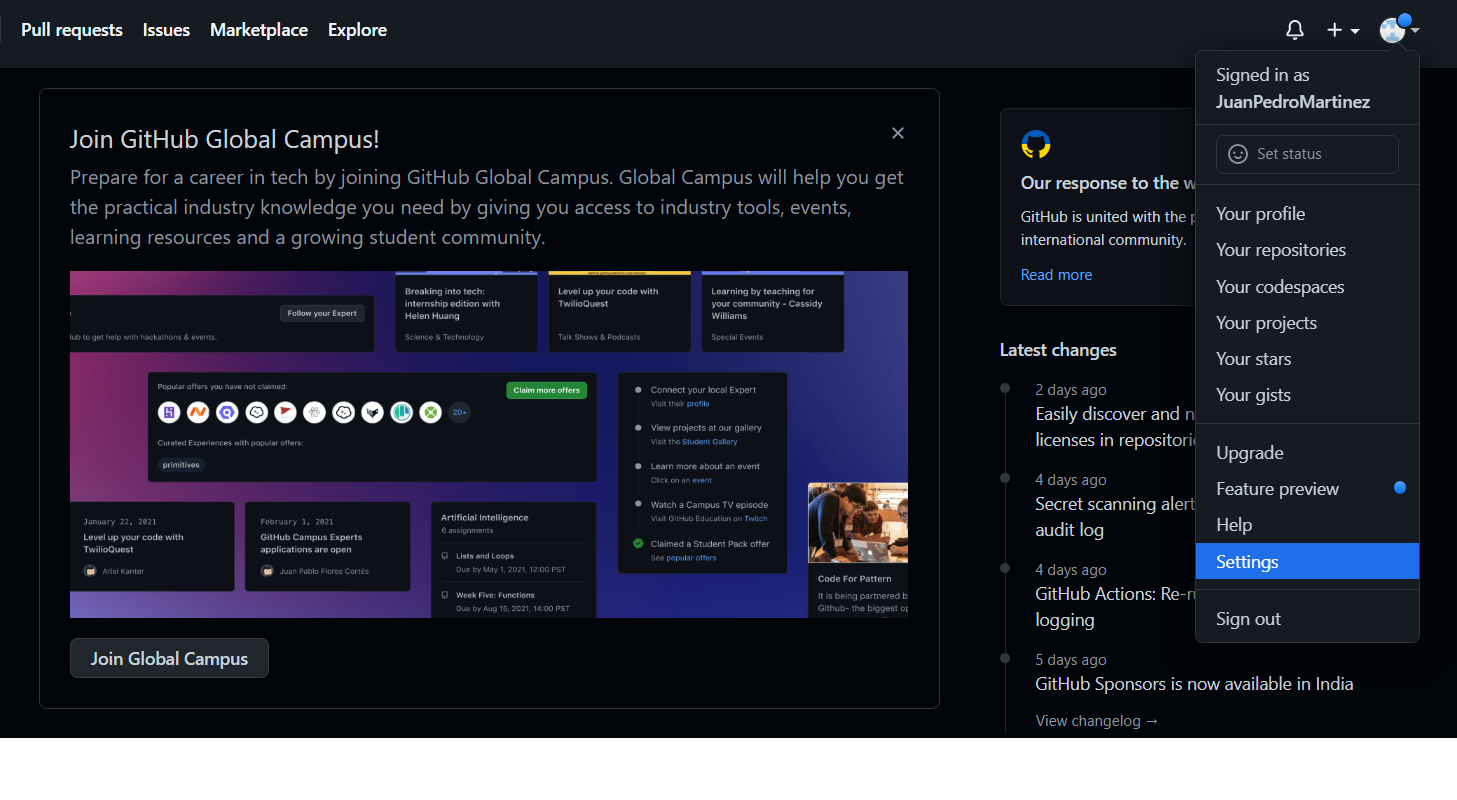 Pull requests Issues Marketplace Explore
Signed in as
JuanPedroMartinez
Set status
Your profile
Your repositories
Your codespaces
Your projects
Your stars
Your gists
Upgrade
Feature preview
Help
Settings
Sign out
Join GitHub Global Campus!
Prepare for a career in tech by joining GitHub Global Campus. Global Campus will help you get
the practical industry knowledge you need by giving you access to industry tools, events,
learning resources and a growing student community.
Follow your Expert
to get help with hackathons & events.
Breaking into tech:
internship edition with
Helen Huang
Science & Technology
Level up your code with
TwilioQuest
Talk Shows & Podcasts
Learning by teaching for
your community - Cassidy
Williams
Special Events
Popular offers you have not claimed:
Claim more offers
20+
Curated Experiences with popular offers:
primitives
Connect your local Expert
Visit their profile
View projects at our gallery
Visit the Student Gallery
Learn more about an event
Click on an event
Watch a Campus TV episode
Visit GitHub Education on Twitch
Claimed a Student Pack offer
See popular offers
January 22, 2021
Level up your code with
TwilioQuest
Ariel Kanter
February 1, 2021
GitHub Campus Experts
applications are open
Juan Pablo Flores Cortés
Artificial Intelligence
6 assignments
Lists and Loops
Due by May 1, 2021, 12:00 PST
Week Five: Functions
Due by Aug 15, 2021, 14:00 PST
Code For Pattern
It is being partnered b
Github- the biggest op
Join Global Campus
Our response to the w
GitHub is united with the p
international community.
Read more
Latest changes
2 days ago
Easily discover and n
licenses in repositorie
4 days ago
Secret scanning alert
audit log
4 days ago
GitHub Actions: Re-ru
logging
5 days ago
GitHub Sponsors is now available in India
View changelog →